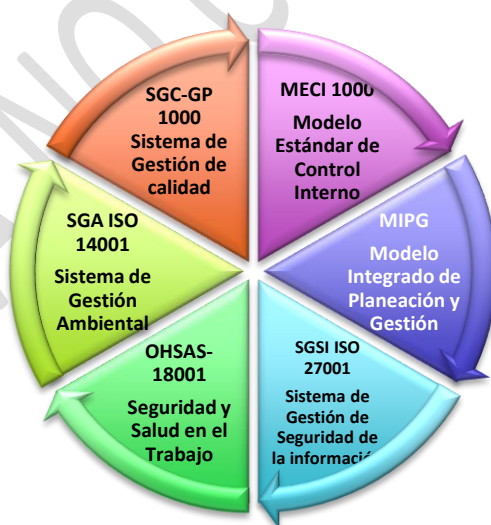 SGC-GP
1000
Sistema de
Gestión de
calidad
MECI 1000
Modelo
Estándar de
Control
Interno
MIPG
Modelo
Integrado de
Planeación y
Gestión
SGSI ISO
27001
Sistema de
Gestión de
Seguridad de
la informació
OHSAS-
18001
Seguridad y
Salud en el
Trabajo
SGA ISO
14001
Sistema de
Gestión
Ambiental